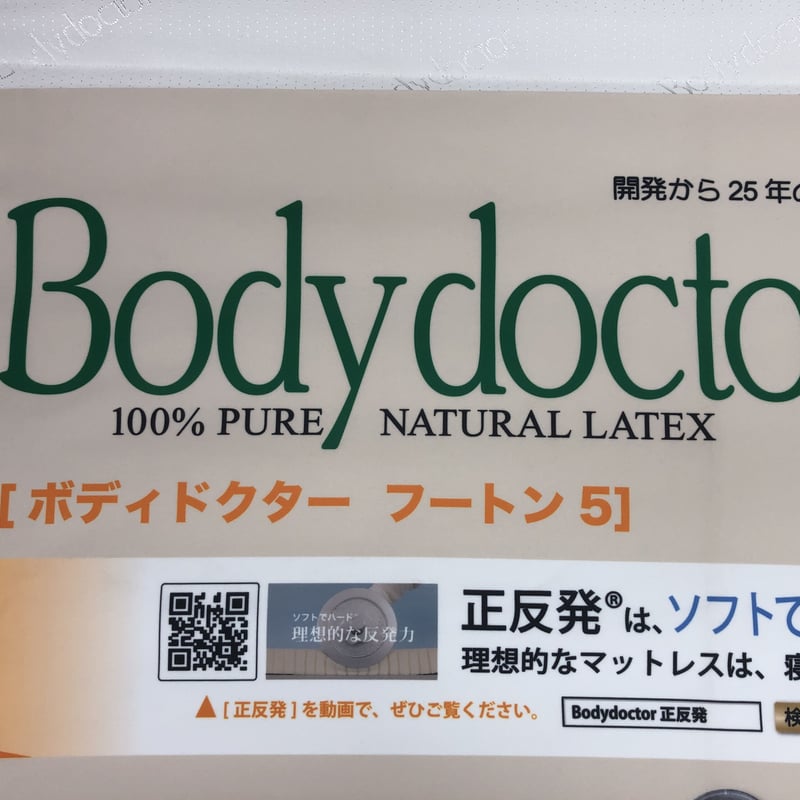 開発から25年の
Bodydocto
100% PURE NATURAL LATEX
[ボディドクター フートン5]
ソフトでハード
理想的な反発力
正反発®は、ソフトで
理想的なマットレスは、寝
▲[正反発]を動画で、ぜひご覧ください。
Bodydoctor 正反発
検